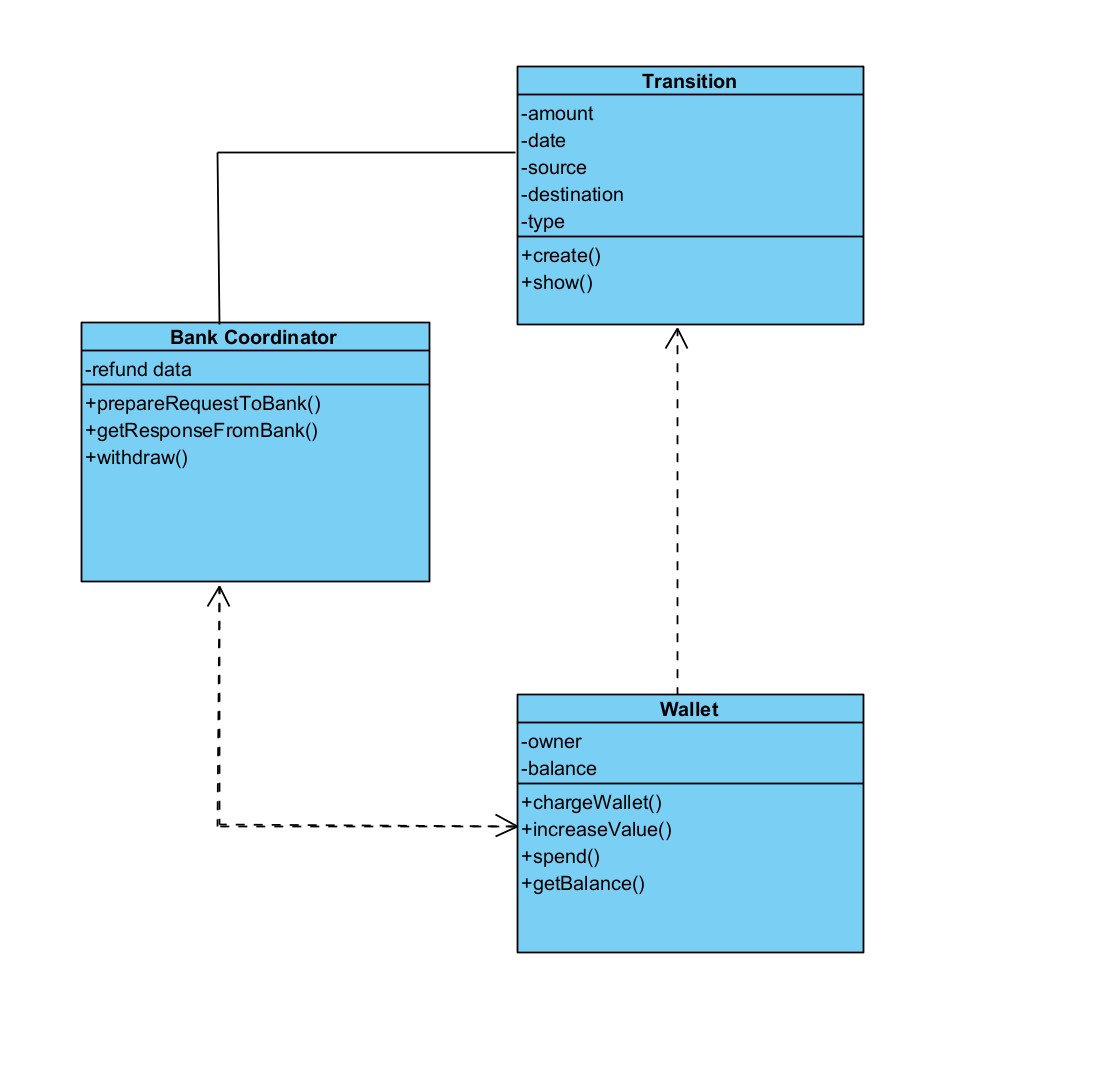 Transition
-amount
-date
-source
-destination
-type
+create()
+show()
Bank Coordinator
-refund data
+prepareRequestToBank()
+getResponseFromBank()
+withdraw()
Wallet
-owner
-balance
+chargeWallet()
+increaseValue()
+spend()
+getBalance()